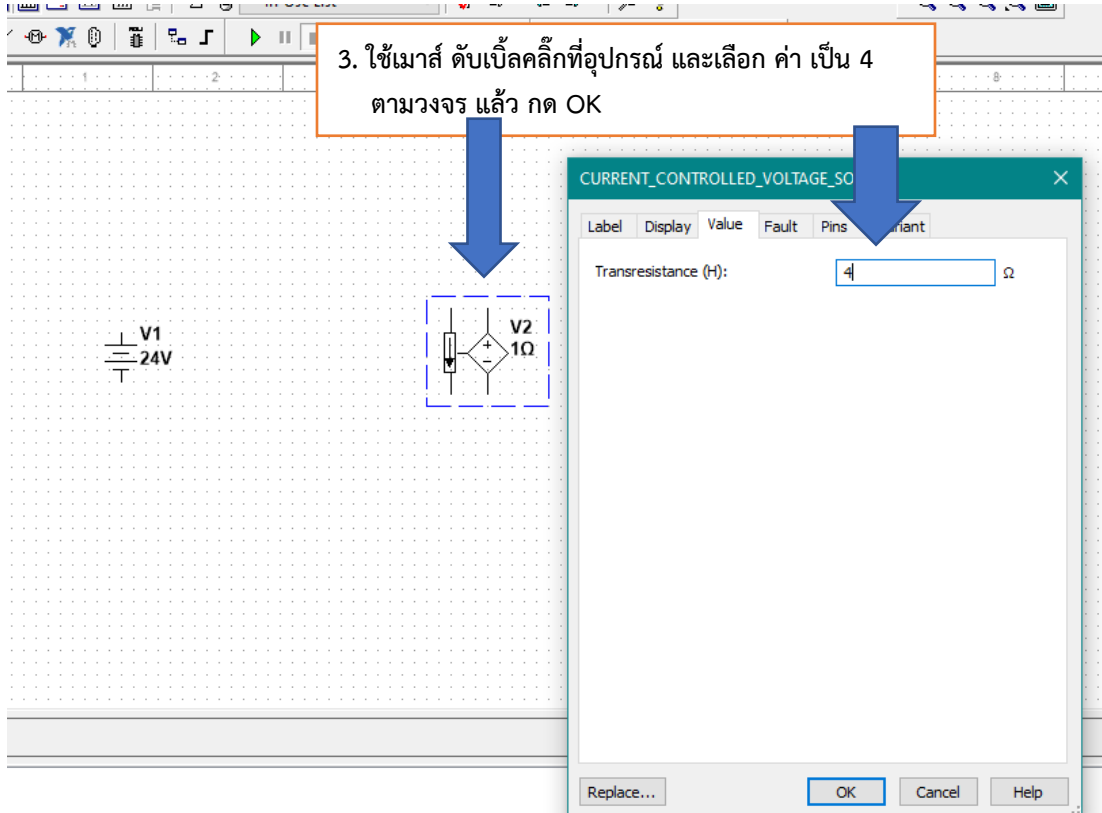 3. ใช้เมาส์ ดับเบิ้ลคลิ๊กที่อุปกรณ์ และเลือก ค่า เป็น 4
ตามวงจร แล้ว กด OK
1 2 8
CURRENT_CONTROLLED_VOLTAGE_SO
Label Display Value Fault Pins
Transresistance (H): 4 Ω
V1
24V
V2
1Ω
Replace... OK Cancel Help